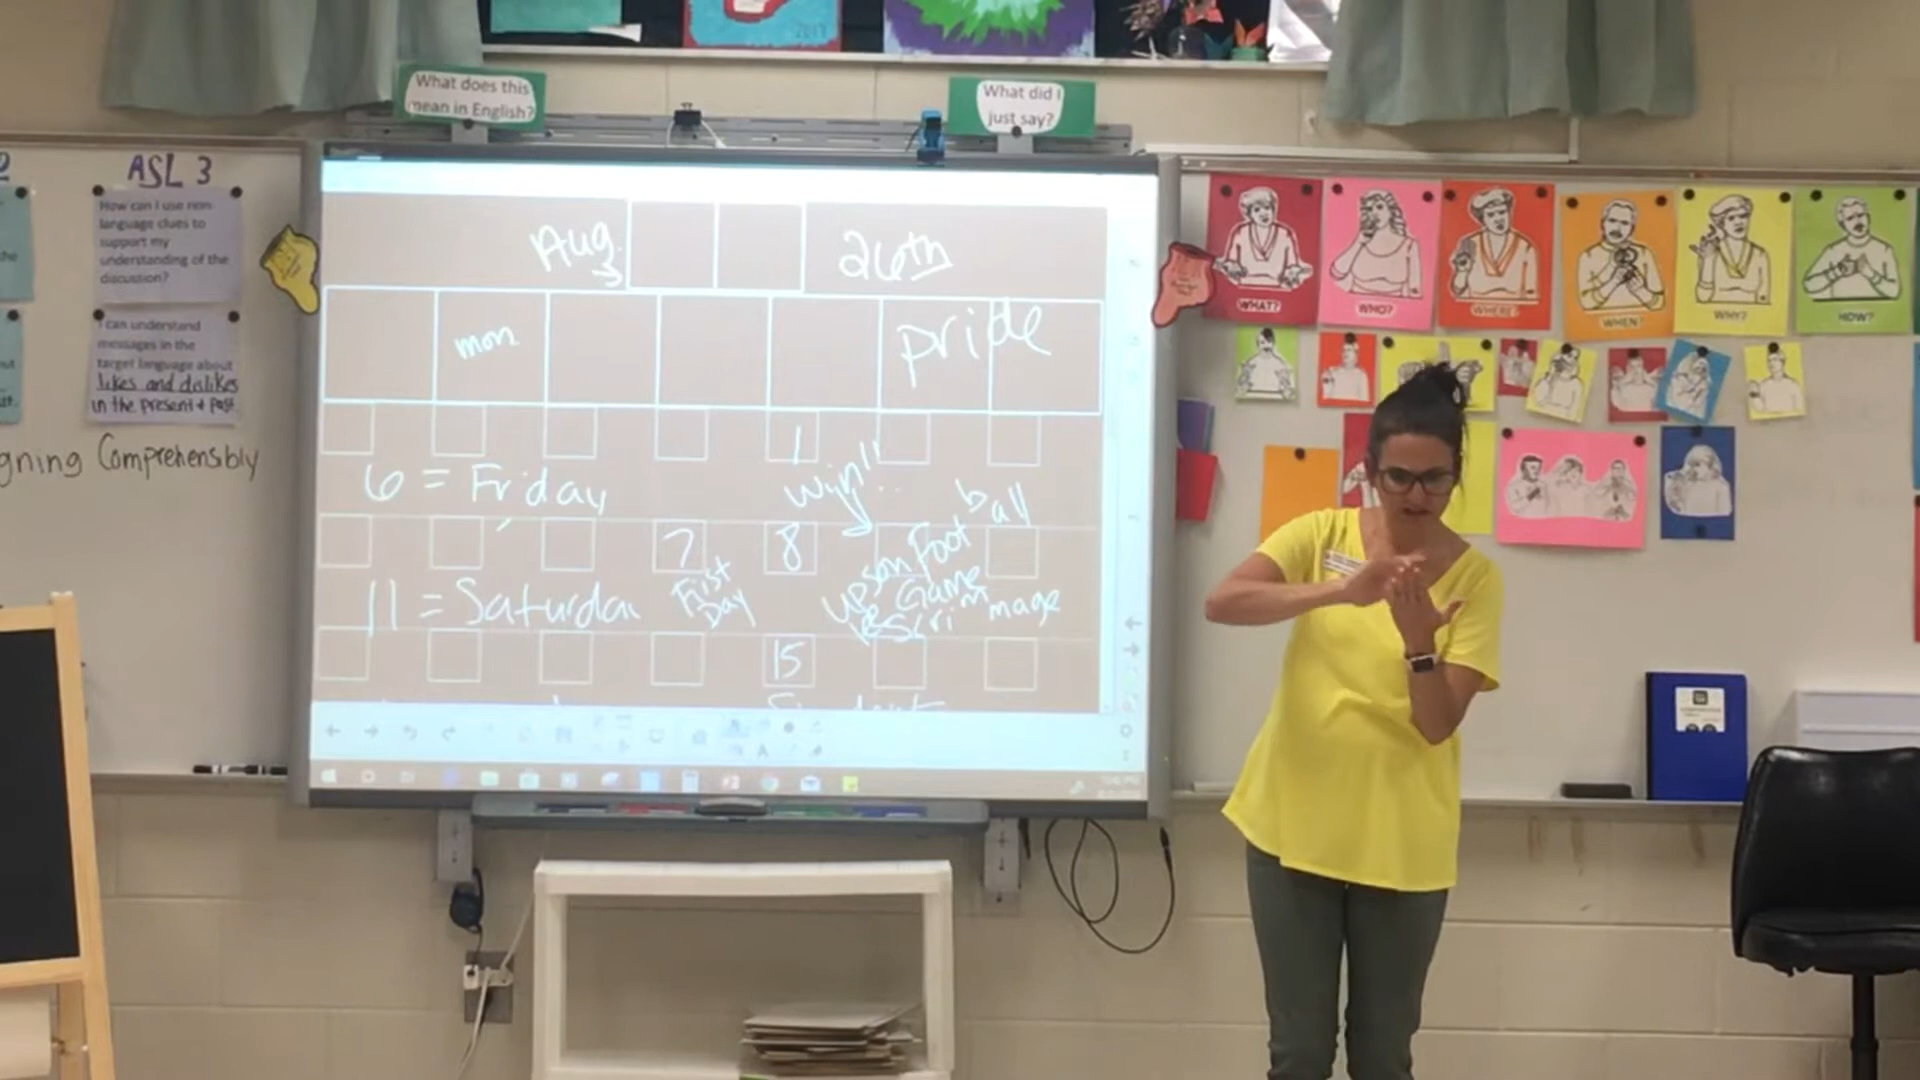 What does this
mean in English?
What did I
just say?
ASL 3
How can I use non
language clues to
support my
understanding of the
discussion?
I can understand
messages in the
target language about
likes and dislikes
in the present + past.
Signing Comprehensibly
Aug.
26th
mon
pride
1
win!!
6 = Friday
ball
7
8
Foot
First
Day
Game
11 = Saturday
15
WHAT?
WHO?
WHERE?
WHEN?
WHY?
HOW?